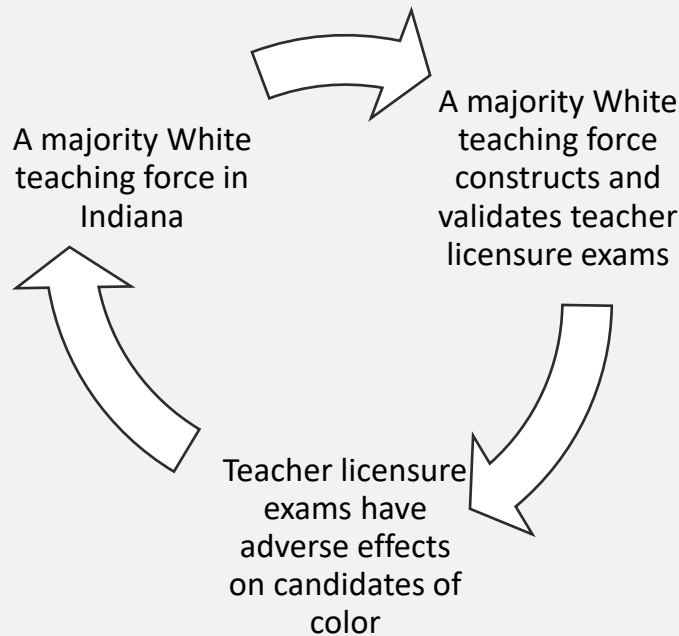 A majority White
teaching force in
Indiana
A majority White
teaching force
constructs and
validates teacher
licensure exams
Teacher licensure
exams have
adverse effects
on candidates of
color